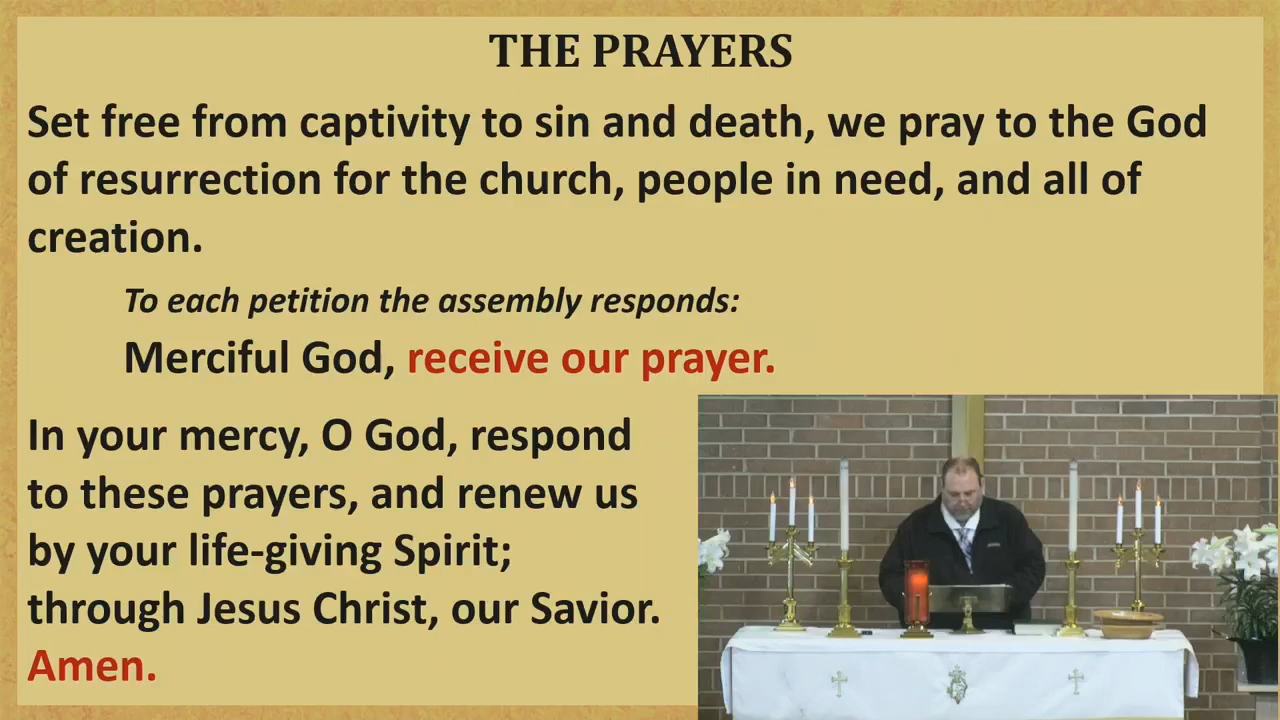 THE PRAYERS
Set free from captivity to sin and death, we pray to the God
of resurrection for the church, people in need, and all of
creation.
To each petition the assembly responds:
Merciful God, receive our prayer.
In your mercy, O God, respond
to these prayers, and renew us
by your life-giving Spirit;
through Jesus Christ, our Savior.
Amen.